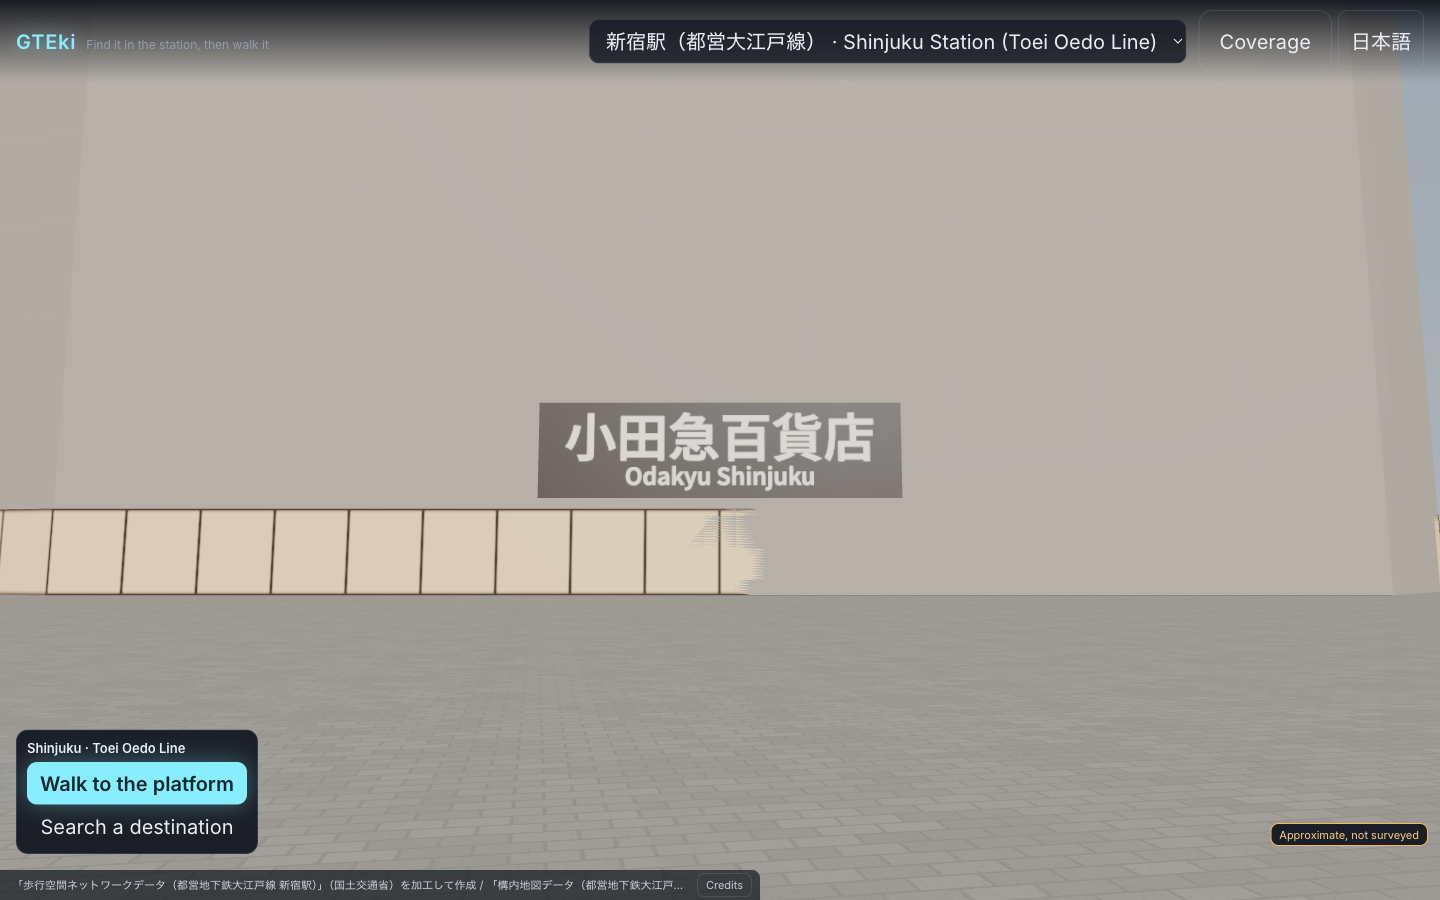 GTEki Find it in the station, then walk it
新宿駅（都営大江戸線） · Shinjuku Station (Toei Oedo Line)
Coverage
日本語
小田急百貨店
Odakyu Shinjuku
Shinjuku · Toei Oedo Line
Walk to the platform
Search a destination
Approximate, not surveyed
「歩行空間ネットワークデータ（都営地下鉄大江戸線 新宿駅）」（国土交通省）を加工して作成 / 「構内地図データ（都営地下鉄大江戸…
Credits